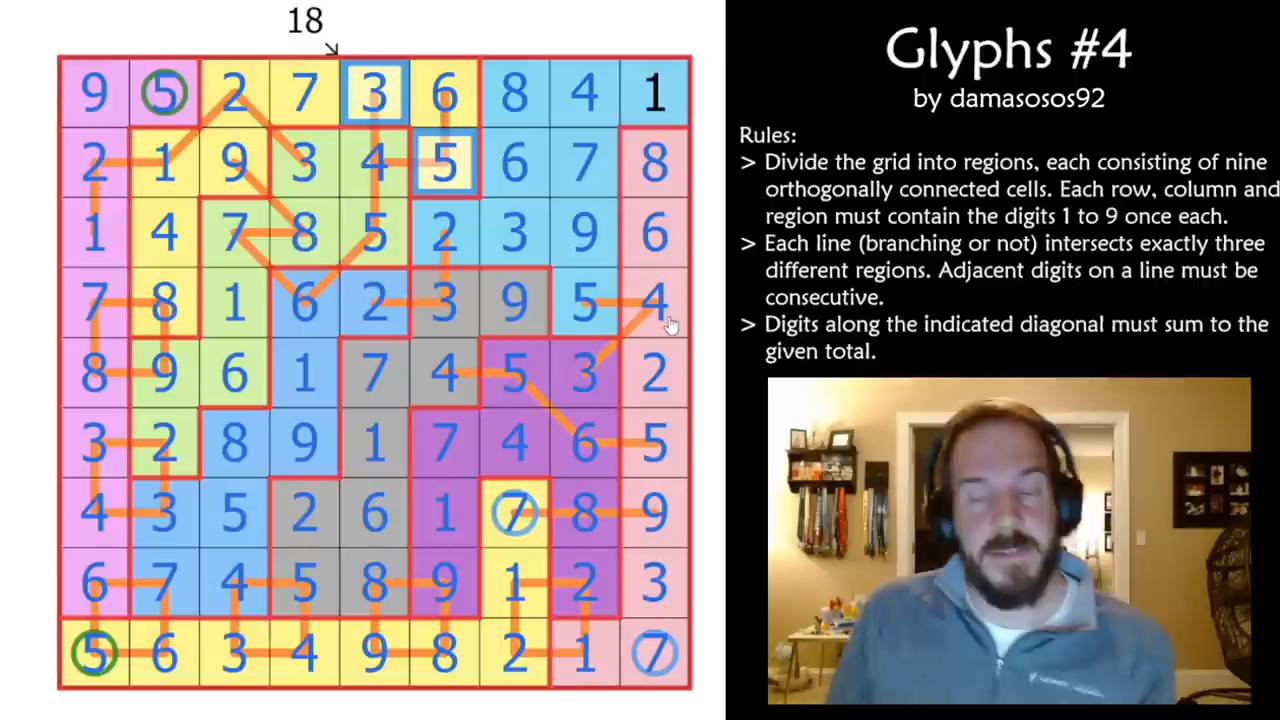 18
Glyphs #4
by damasosos92
9 5 2 7 3 6 8 4 1
2 1 9 3 4 5 6 7 8
1 4 7 8 5 2 3 9 6
7 8 1 6 2 3 9 5 4
8 9 6 1 7 4 5 3 2
3 2 8 9 1 7 4 6 5
4 3 5 2 6 1 7 8 9
6 7 4 5 8 9 1 2 3
5 6 3 4 9 8 2 1 7
Rules:
> Divide the grid into regions, each consisting of nine
orthogonally connected cells. Each row, column and
region must contain the digits 1 to 9 once each.
> Each line (branching or not) intersects exactly three
different regions. Adjacent digits on a line must be
consecutive.
> Digits along the indicated diagonal must sum to the
given total.